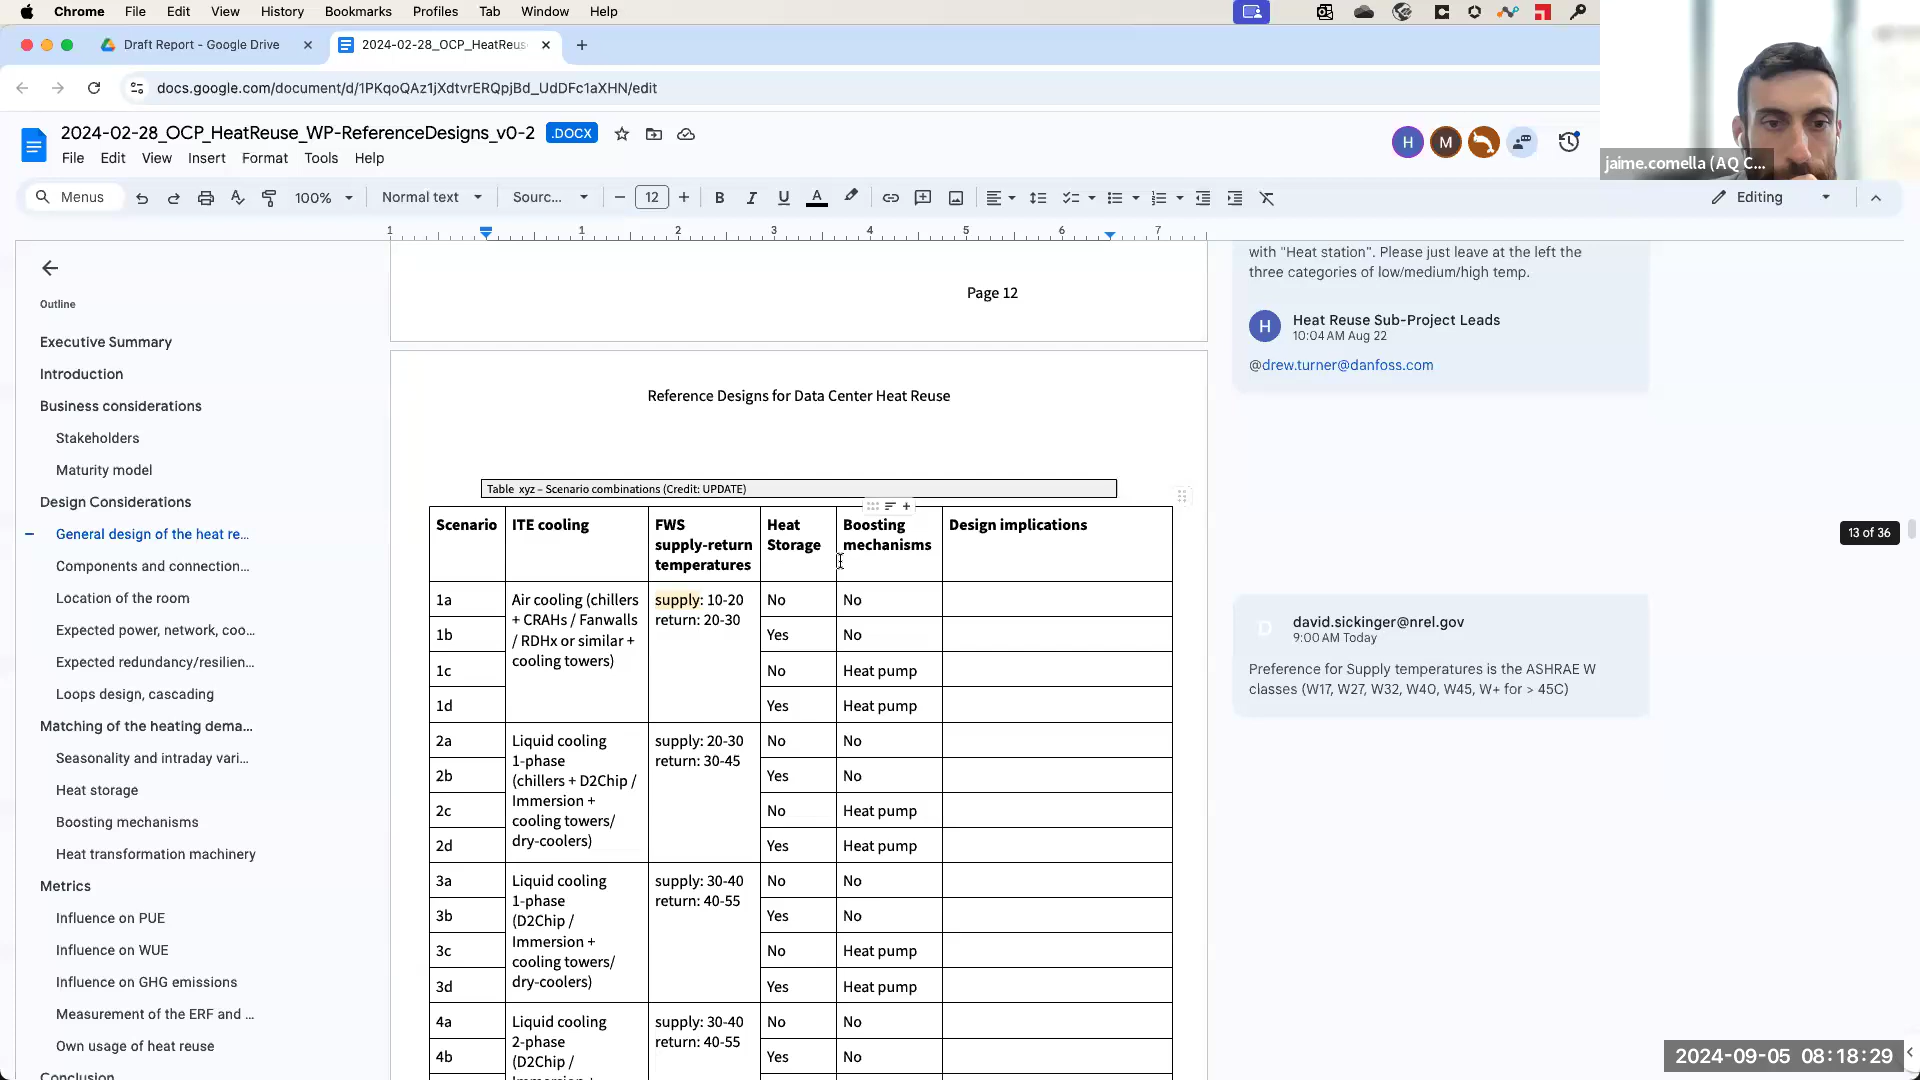 Chrome File Edit View History Bookmarks Profiles Tab Window Help
Draft Report - Google Drive
2024-02-28_OCP_HeatReus
docs.google.com/document/d/1PKqoQAz1jXdtvrERQpjBd_UdDFc1aXHN/edit
2024-02-28_OCP_HeatReuse_WP-ReferenceDesigns_v0-2 .DOCX
File Edit View Insert Format Tools Help
H M
jaime.comella (AQ C...
Menus 100% Normal text Sourc... 12 B I U A Editing
1 1 2 3 4 5 6 7
Outline
Executive Summary
Introduction
Business considerations
Stakeholders
Maturity model
Design Considerations
General design of the heat re...
Components and connection...
Location of the room
Expected power, network, coo...
Expected redundancy/resilien...
Loops design, cascading
Matching of the heating dema...
Seasonality and intraday vari...
Heat storage
Boosting mechanisms
Heat transformation machinery
Metrics
Influence on PUE
Influence on WUE
Influence on GHG emissions
Measurement of the ERF and ...
Own usage of heat reuse
Conclusion
Page 12
Reference Designs for Data Center Heat Reuse
Table xyz – Scenario combinations (Credit: UPDATE)
Scenario ITE cooling FWS supply-return temperatures Heat Storage Boosting mechanisms Design implications
1a Air cooling (chillers + CRAHs / Fanwalls / RDHx or similar + cooling towers) supply: 10-20 return: 20-30 No No
1b Yes No
1c No Heat pump
1d Yes Heat pump
2a Liquid cooling 1-phase (chillers + D2Chip / Immersion + cooling towers/ dry-coolers) supply: 20-30 return: 30-45 No No
2b Yes No
2c No Heat pump
2d Yes Heat pump
3a Liquid cooling 1-phase (D2Chip / Immersion + cooling towers/ dry-coolers) supply: 30-40 return: 40-55 No No
3b Yes No
3c No Heat pump
3d Yes Heat pump
4a Liquid cooling 2-phase (D2Chip / supply: 30-40 return: 40-55 No No
4b Yes No
with "Heat station". Please just leave at the left the
three categories of low/medium/high temp.
H Heat Reuse Sub-Project Leads
10:04 AM Aug 22
@drew.turner@danfoss.com
13 of 36
D david.sickinger@nrel.gov
9:00 AM Today
Preference for Supply temperatures is the ASHRAE W
classes (W17, W27, W32, W40, W45, W+ for > 45C)
2024-09-05 08:18:29